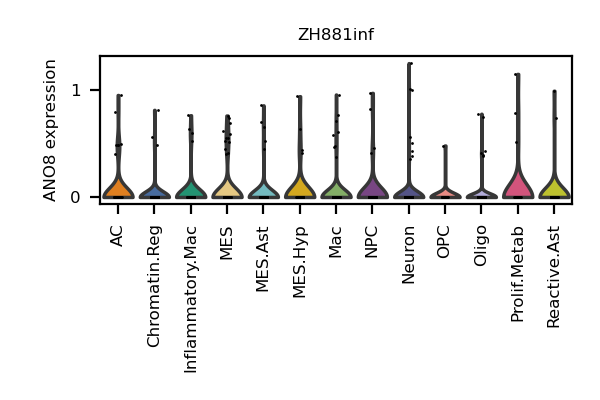 ZH881inf
ANO8 expression
1
0
AC
Chromatin.Reg
Inflammatory.Mac
MES
MES.Ast
MES.Hyp
Mac
NPC
Neuron
OPC
Oligo
Prolif.Metab
Reactive.Ast